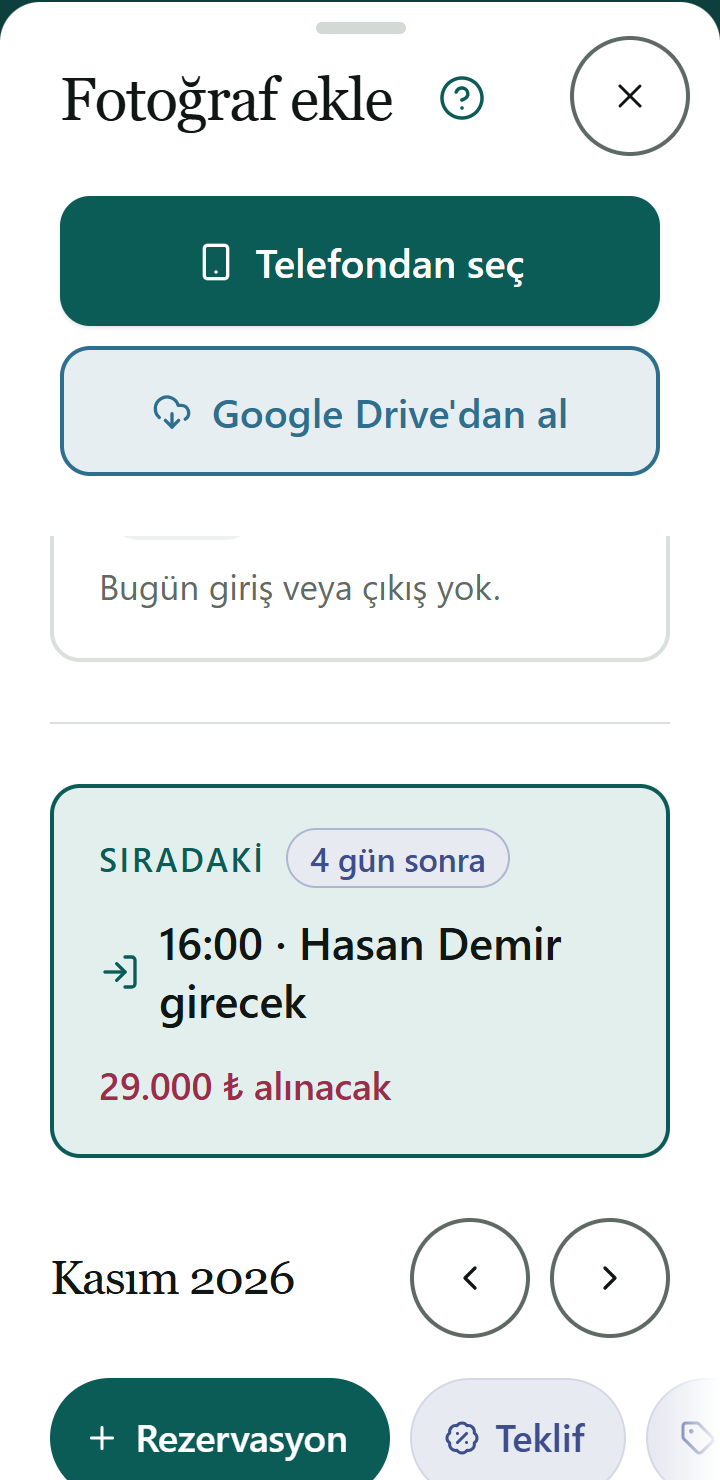 Fotoğraf ekle
Telefondan seç
Google Drive'dan al
Bugün giriş veya çıkış yok.
SIRADAKİ 4 gün sonra
16:00 · Hasan Demir
girecek
29.000 ₺ alınacak
Kasım 2026
Rezervasyon Teklif